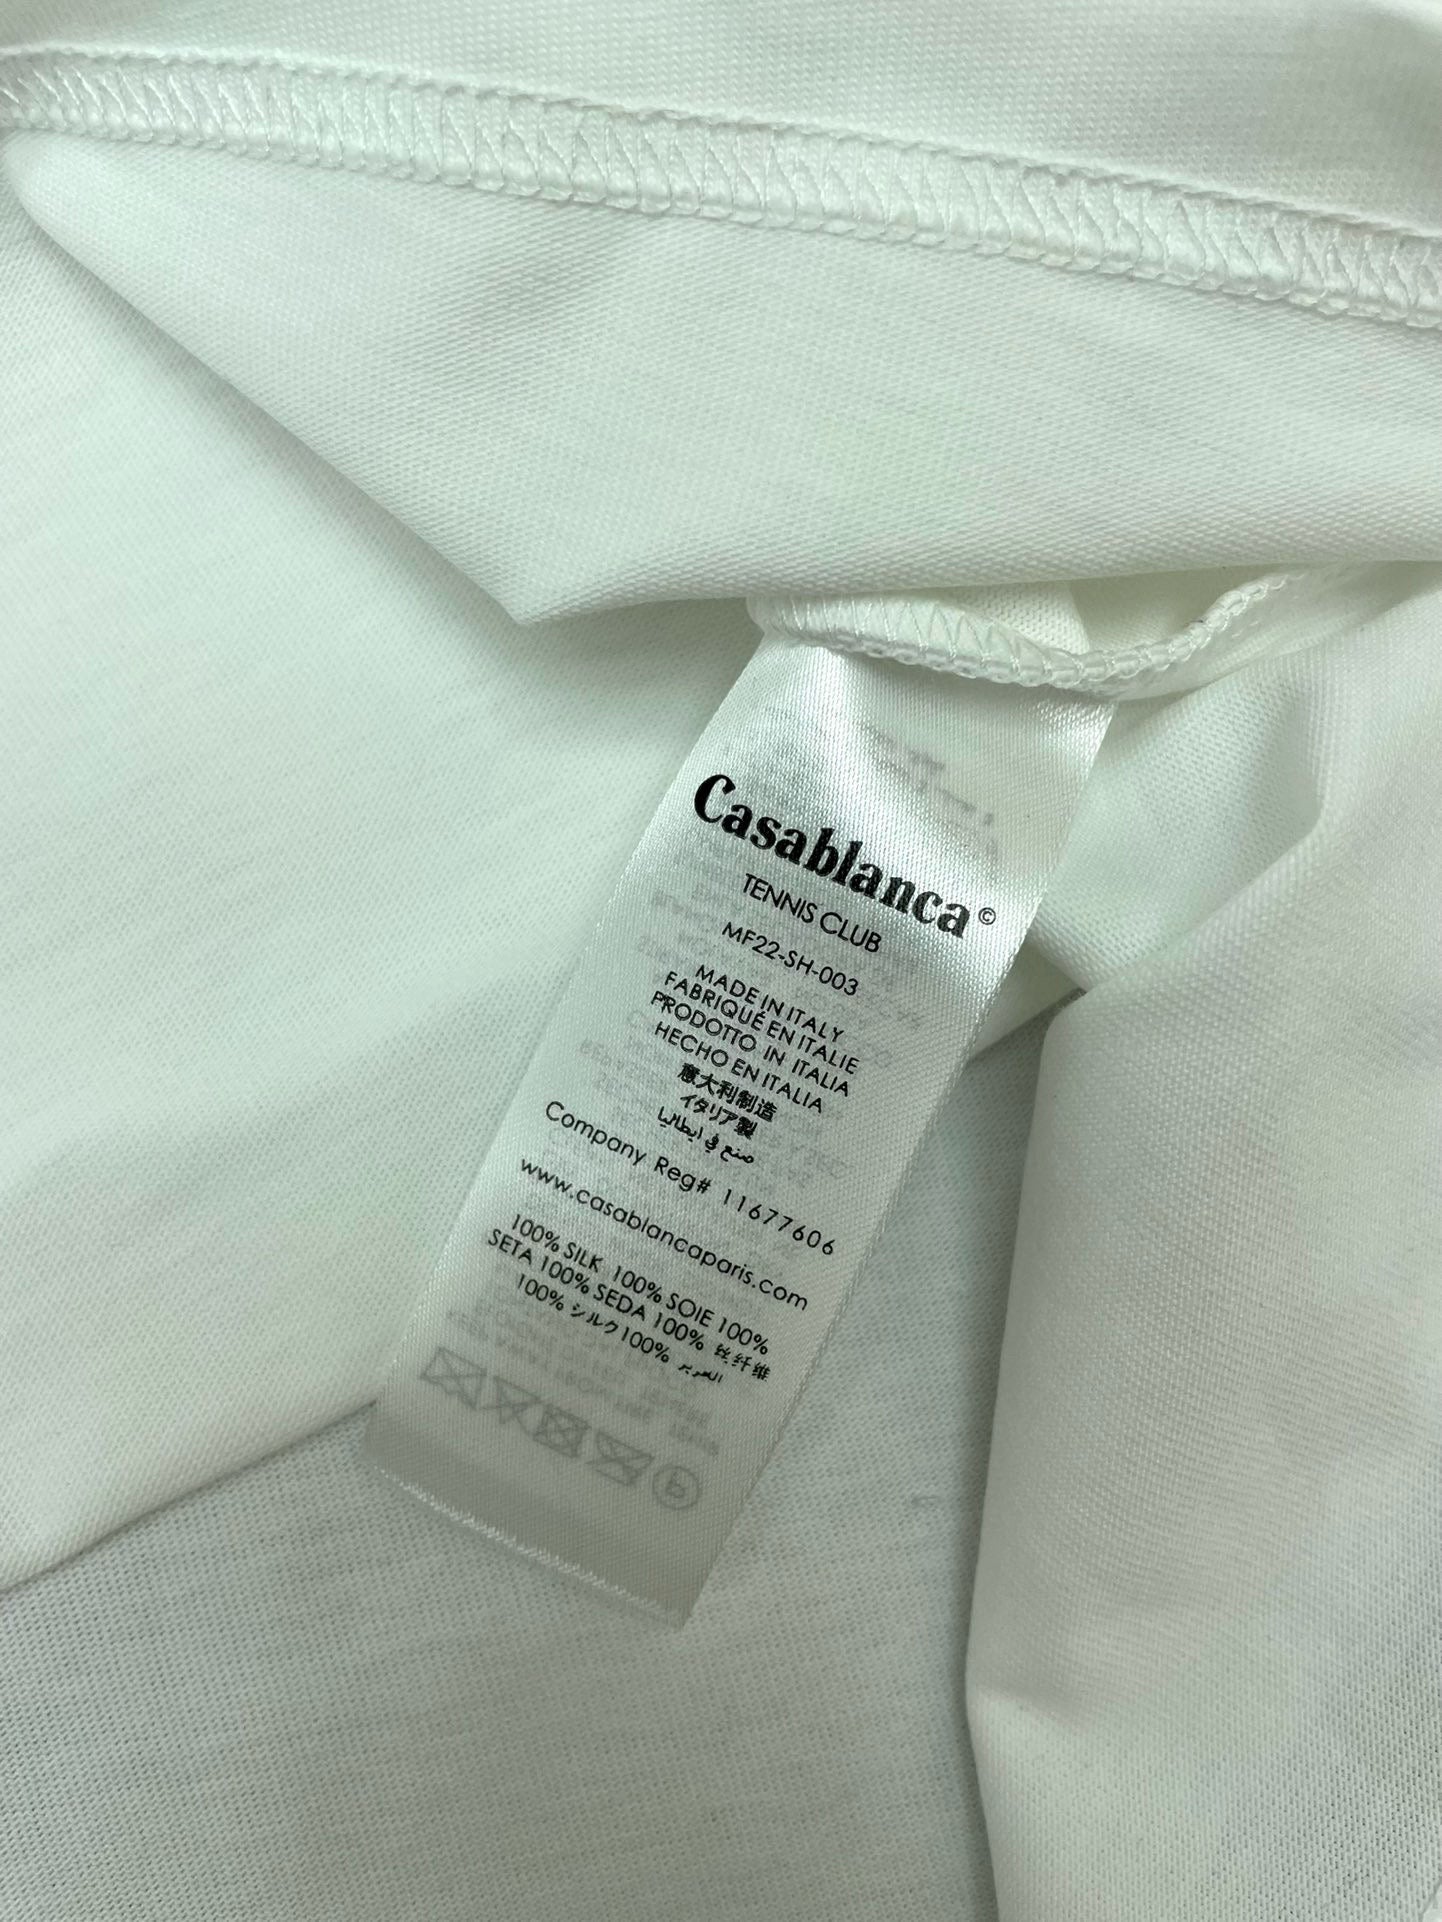 Casablanca©
TENNIS CLUB
MF22-SH-003
MADE IN ITALY
FABRIQUÉ EN ITALIE
PRODOTTO IN ITALIA
HECHO EN ITALIA
意大利制造
イタリア製
صنع في ايطاليا
Company Reg# 11677606
www.casablancaparis.com
100% SILK 100% SOIE 100%
SETA 100% SEDA 100% 丝纤维
100% シルク100% الحرير